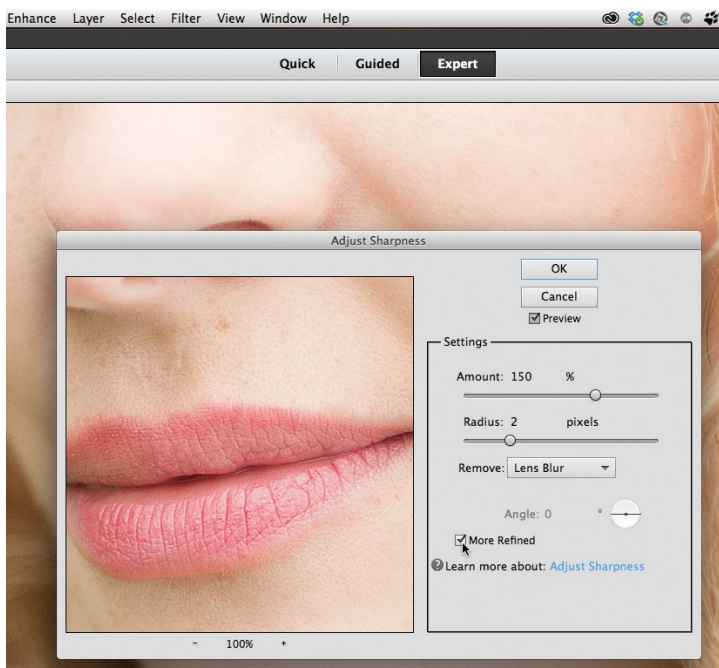 Enhance Layer Select Filter View Window Help
Quick Guided Expert
Adjust Sharpness
OK
Cancel
Preview
Settings
Amount: 150 %
Radius: 2 pixels
Remove: Lens Blur
Angle: 0 °
More Refined
? Learn more about: Adjust Sharpness
- 100% +